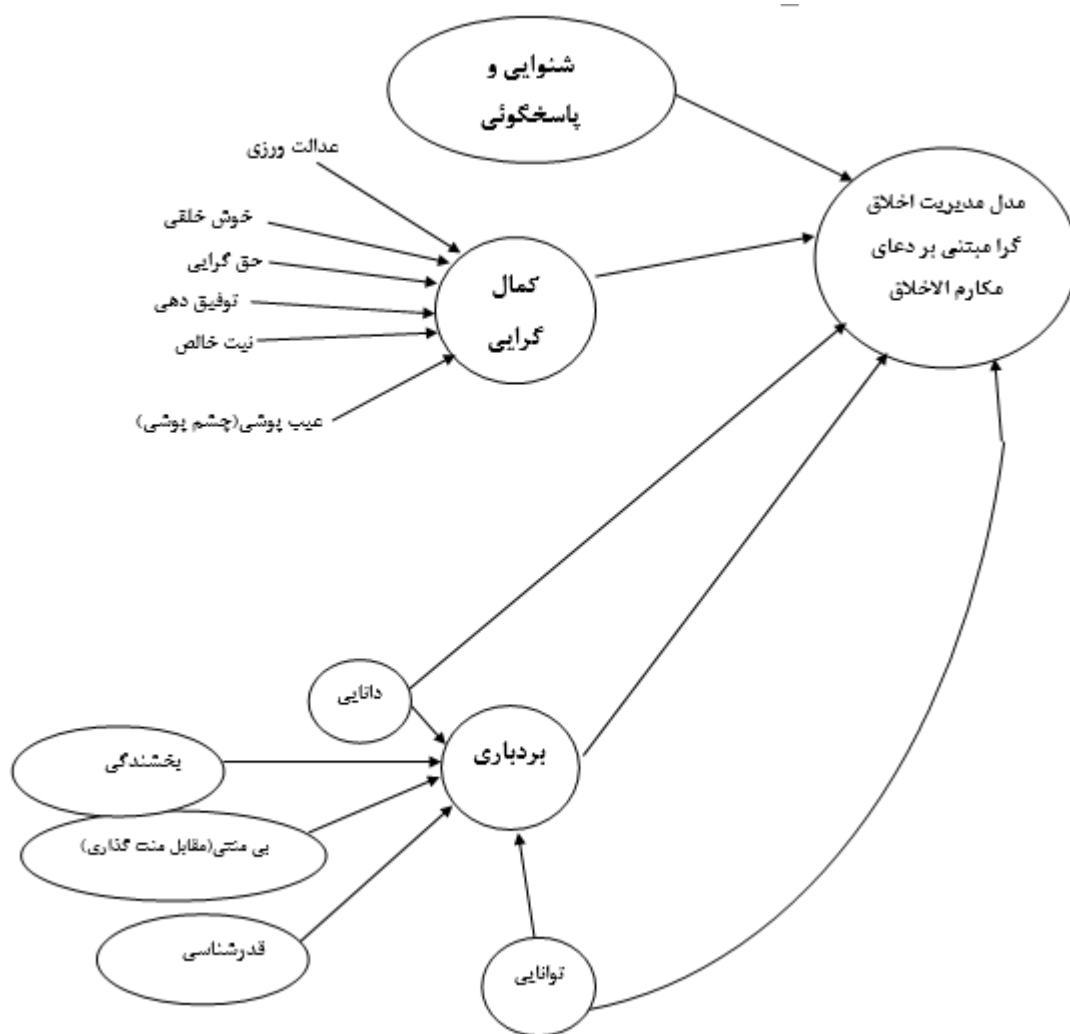 شنوایی و
پاسخگوئی
عدالت ورزی
مدل مدیریت اخلاق
گرا مبتنی بر دعای
مکارم الاخلاق
خوش خلقی
حق گرایی
کمال
گرایی
توفیق دهی
نیت خالص
عیب پوشی(چشم پوشی)
دانایی
بردباری
بخشندگی
بی منتی(مقابل منت گذاری)
قدرشناسی
توانایی